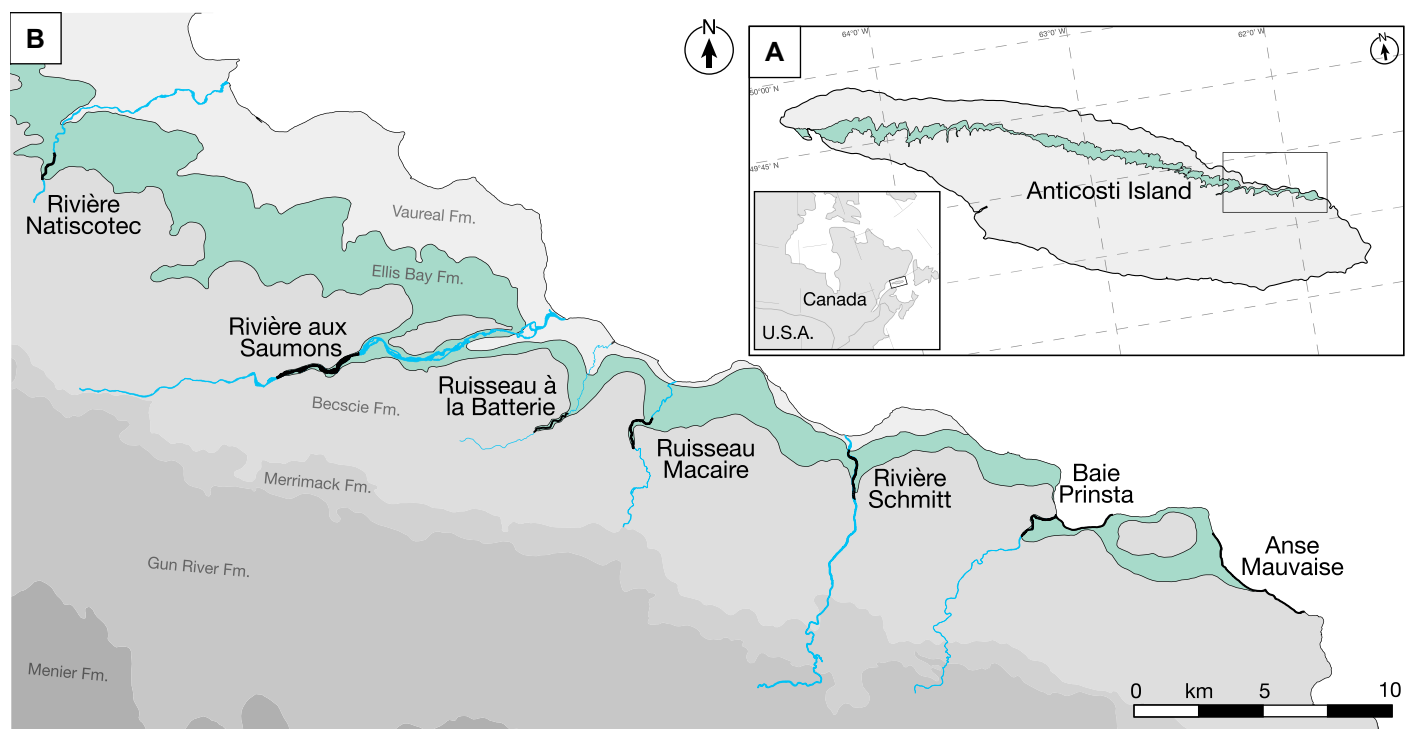 B
N
A
64°0' W
63°0' W
62°0' W
N
50°00' N
49°45' N
Anticosti Island
Canada
U.S.A.
Rivière
Natiscotec
Vaureal Fm.
Ellis Bay Fm.
Rivière aux
Saumons
Ruisseau à
la Batterie
Becscie Fm.
Ruisseau
Macaire
Rivière
Schmitt
Baie
Prinsta
Merrimack Fm.
Anse
Mauvaise
Gun River Fm.
Menier Fm.
0 km 5 10